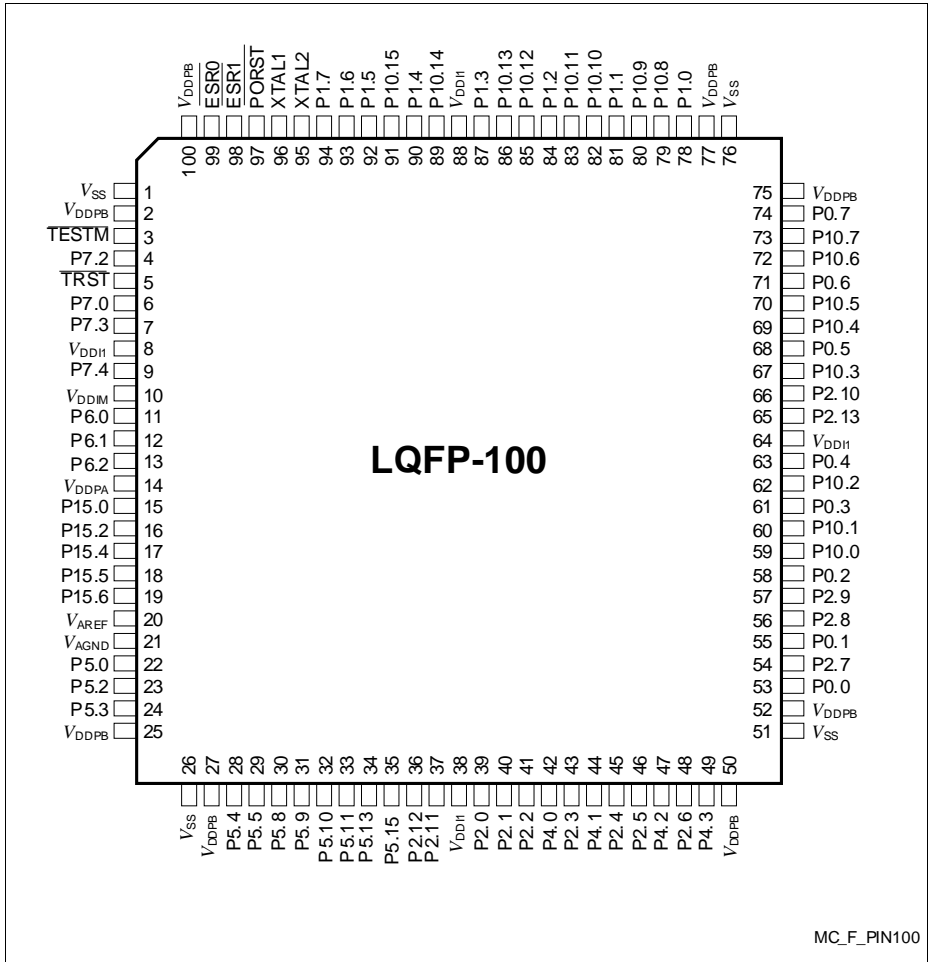 VDDPB
ESR0
ESR1
PORST
XTAL1
XTAL2
P1.7
P1.6
P1.5
P10.15
P1.4
P10.14
VDDI1
P1.3
P10.13
P10.12
P1.2
P10.11
P10.10
P1.1
P10.9
P10.8
P1.0
VDDPB
VSS
100
99
98
97
96
95
94
93
92
91
90
89
88
87
86
85
84
83
82
81
80
79
78
77
76
VSS 1
VDDPB 2
TESTM 3
P7.2 4
TRST 5
P7.0 6
P7.3 7
VDDI1 8
P7.4 9
VDDIM 10
P6.0 11
P6.1 12
P6.2 13
VDDPA 14
P15.0 15
P15.2 16
P15.4 17
P15.5 18
P15.6 19
VAREF 20
VAGND 21
P5.0 22
P5.2 23
P5.3 24
VDDPB 25
LQFP-100
75 VDDPB
74 P0.7
73 P10.7
72 P10.6
71 P0.6
70 P10.5
69 P10.4
68 P0.5
67 P10.3
66 P2.10
65 P2.13
64 VDDI1
63 P0.4
62 P10.2
61 P0.3
60 P10.1
59 P10.0
58 P0.2
57 P2.9
56 P2.8
55 P0.1
54 P2.7
53 P0.0
52 VDDPB
51 VSS
26
27
28
29
30
31
32
33
34
35
36
37
38
39
40
41
42
43
44
45
46
47
48
49
50
VSS
VDDPB
P5.4
P5.5
P5.8
P5.9
P5.10
P5.11
P5.13
P5.15
P2.12
P2.11
VDDI1
P2.0
P2.1
P2.2
P4.0
P2.3
P4.1
P2.4
P2.5
P4.2
P2.6
P4.3
VDDPB
MC_F_PIN100